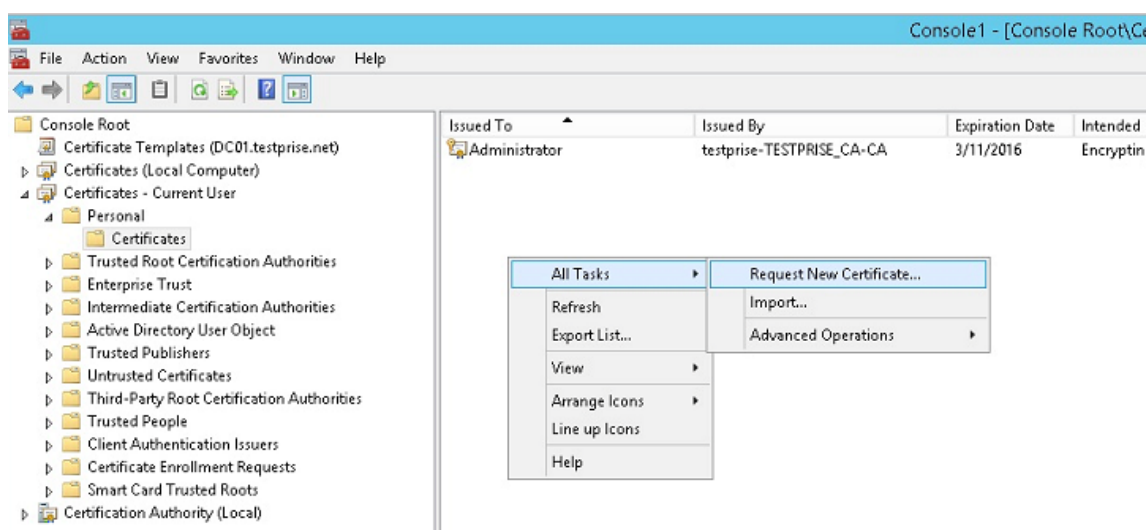 Console1 - [Console Root\Ce
File Action View Favorites Window Help
Console Root
Certificate Templates (DC01.testprise.net)
Certificates (Local Computer)
Certificates - Current User
Personal
Certificates
Trusted Root Certification Authorities
Enterprise Trust
Intermediate Certification Authorities
Active Directory User Object
Trusted Publishers
Untrusted Certificates
Third-Party Root Certification Authorities
Trusted People
Client Authentication Issuers
Certificate Enrollment Requests
Smart Card Trusted Roots
Certification Authority (Local)
Issued To Issued By Expiration Date Intended
Administrator testprise-TESTPRISE_CA-CA 3/11/2016 Encryptin
All Tasks
Refresh
Export List...
View
Arrange Icons
Line up Icons
Help
Request New Certificate...
Import...
Advanced Operations